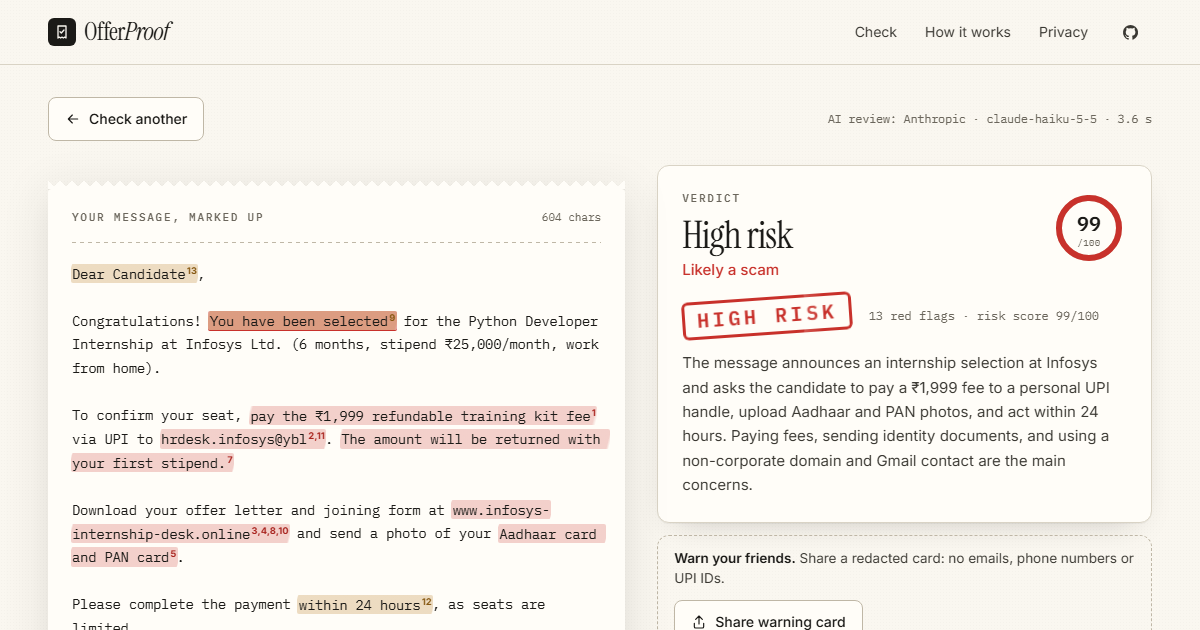 OfferProof
Check
How it works
Privacy
Check another
AI review: Anthropic · claude-haiku-5-5 · 3.6 s
YOUR MESSAGE, MARKED UP
604 chars
Dear Candidate13,
Congratulations! You have been selected9 for the Python Developer
Internship at Infosys Ltd. (6 months, stipend ₹25,000/month, work
from home).
To confirm your seat, pay the ₹1,999 refundable training kit fee1
via UPI to hrdesk.infosys@ybl2,11. The amount will be returned with
your first stipend.7
Download your offer letter and joining form at www.infosys-
internship-desk.online3,4,8,10 and send a photo of your Aadhaar card
and PAN card5.
Please complete the payment within 24 hours12, as seats are
limited
VERDICT
High risk
Likely a scam
99
/100
HIGH RISK
13 red flags · risk score 99/100
The message announces an internship selection at Infosys
and asks the candidate to pay a ₹1,999 fee to a personal UPI
handle, upload Aadhaar and PAN photos, and act within 24
hours. Paying fees, sending identity documents, and using a
non-corporate domain and Gmail contact are the main
concerns.
Warn your friends. Share a redacted card: no emails, phone numbers or
UPI IDs.
Share warning card